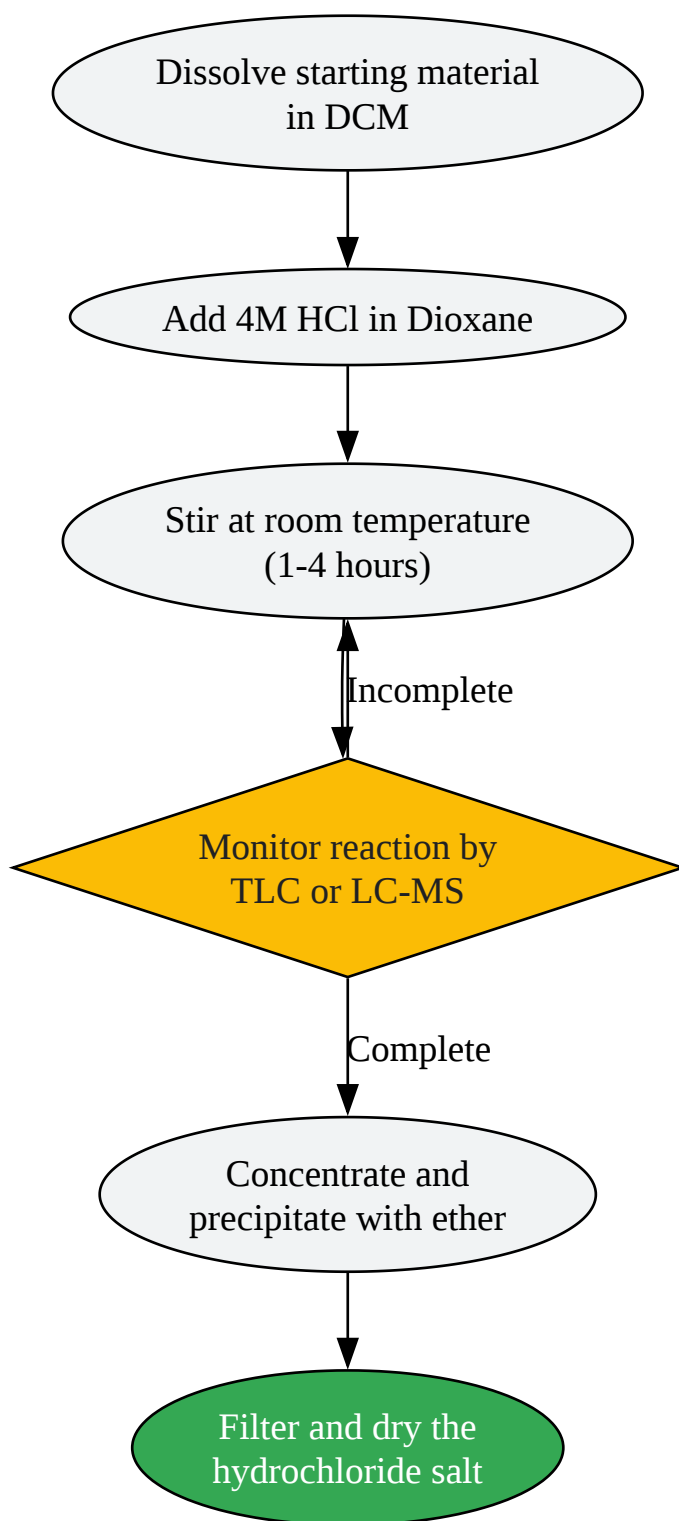 Dissolve starting material
in DCM
Add 4M HCl in Dioxane
Stir at room temperature
(1-4 hours)
Incomplete
Monitor reaction by
TLC or LC-MS
Complete
Concentrate and
precipitate with ether
Filter and dry the
hydrochloride salt